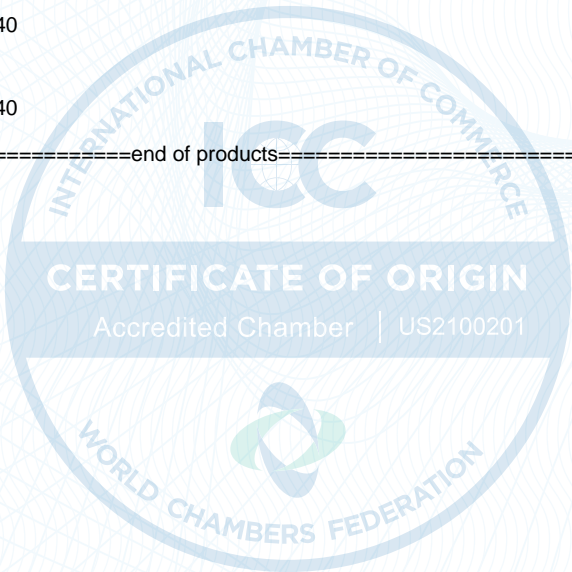 40
INTERNATIONAL CHAMBER OF COMMERCE
40
ICC
===========end of products========================
CERTIFICATE OF ORIGIN
Accredited Chamber | US2100201
WORLD CHAMBERS FEDERATION